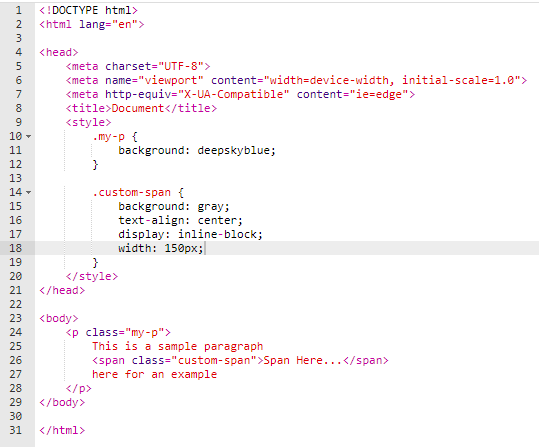 1 <!DOCTYPE html>
2 <html lang="en">
3
4 <head>
5     <meta charset="UTF-8">
6     <meta name="viewport" content="width=device-width, initial-scale=1.0">
7     <meta http-equiv="X-UA-Compatible" content="ie=edge">
8     <title>Document</title>
9     <style>
10         .my-p {
11             background: deepskyblue;
12         }
13
14         .custom-span {
15             background: gray;
16             text-align: center;
17             display: inline-block;
18             width: 150px;
19         }
20     </style>
21 </head>
22
23 <body>
24     <p class="my-p">
25         This is a sample paragraph
26         <span class="custom-span">Span Here...</span>
27         here for an example
28     </p>
29 </body>
30
31 </html>